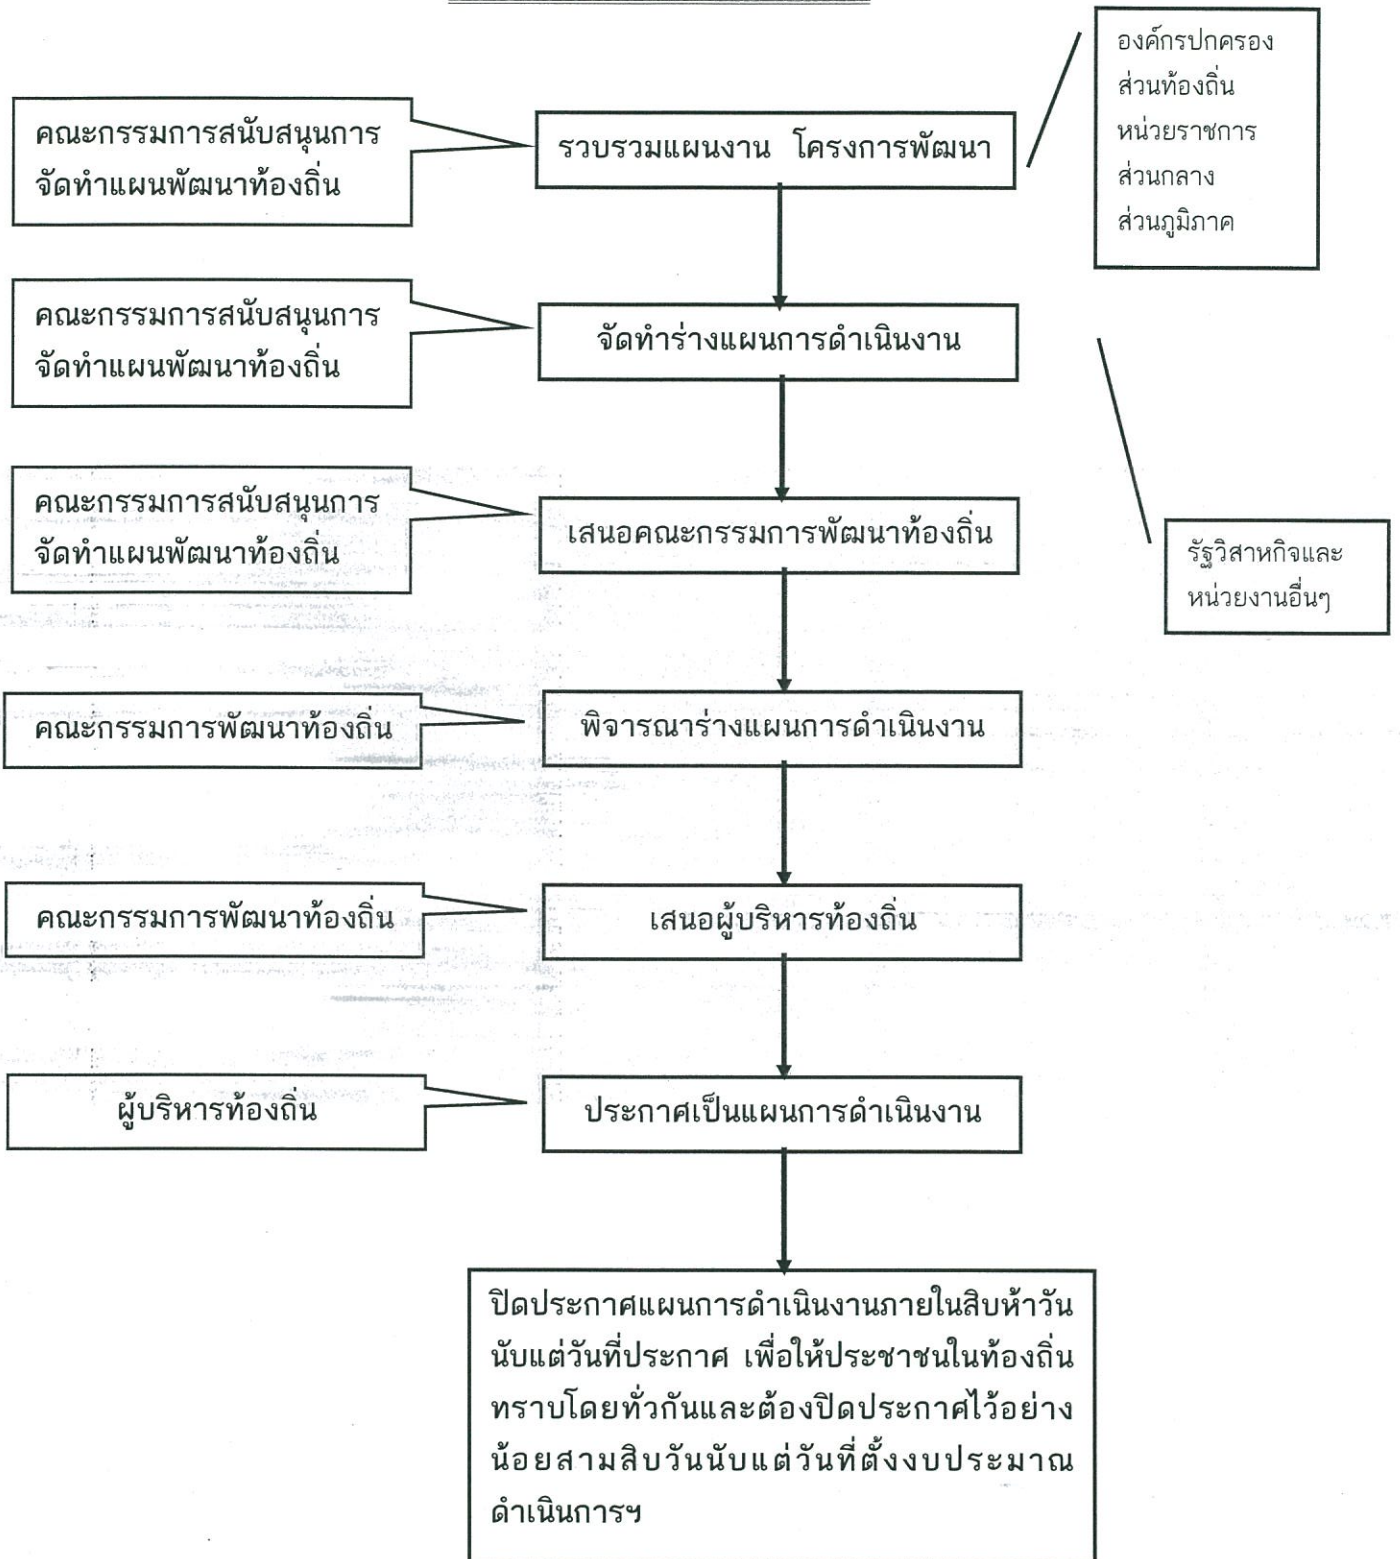 องค์กรปกครอง
ส่วนท้องถิ่น
หน่วยราชการ
ส่วนกลาง
ส่วนภูมิภาค
คณะกรรมการสนับสนุนการ
จัดทำแผนพัฒนาท้องถิ่น
รวบรวมแผนงาน โครงการพัฒนา
คณะกรรมการสนับสนุนการ
จัดทำแผนพัฒนาท้องถิ่น
จัดทำร่างแผนการดำเนินงาน
คณะกรรมการสนับสนุนการ
จัดทำแผนพัฒนาท้องถิ่น
เสนอคณะกรรมการพัฒนาท้องถิ่น
รัฐวิสาหกิจและ
หน่วยงานอื่นๆ
คณะกรรมการพัฒนาท้องถิ่น
พิจารณาร่างแผนการดำเนินงาน
คณะกรรมการพัฒนาท้องถิ่น
เสนอผู้บริหารท้องถิ่น
ผู้บริหารท้องถิ่น
ประกาศเป็นแผนการดำเนินงาน
ปิดประกาศแผนการดำเนินงานภายในสิบห้าวัน
นับแต่วันที่ประกาศ เพื่อให้ประชาชนในท้องถิ่น
ทราบโดยทั่วกันและต้องปิดประกาศไว้อย่าง
น้อยสามสิบวันนับแต่วันที่ตั้งงบประมาณ
ดำเนินการฯ